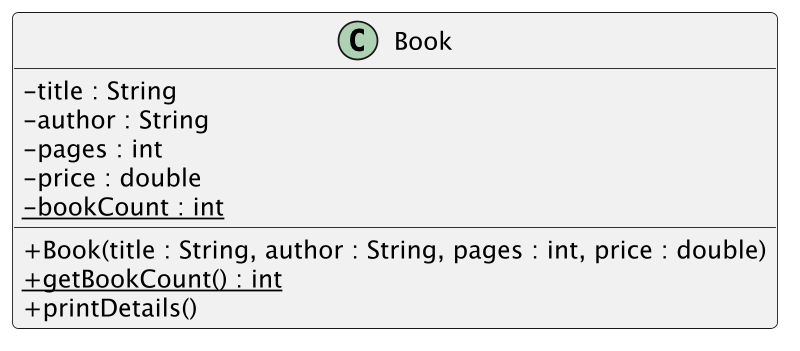 C Book
-title : String
-author : String
-pages : int
-price : double
-bookCount : int
+Book(title : String, author : String, pages : int, price : double)
+getBookCount() : int
+printDetails()